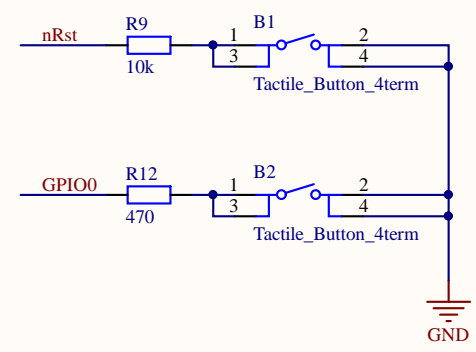 nRst R9 1 B1 2
10k 3 4
Tactile_Button_4term
GPIO0 R12 1 B2 2
470 3 4
Tactile_Button_4term
GND